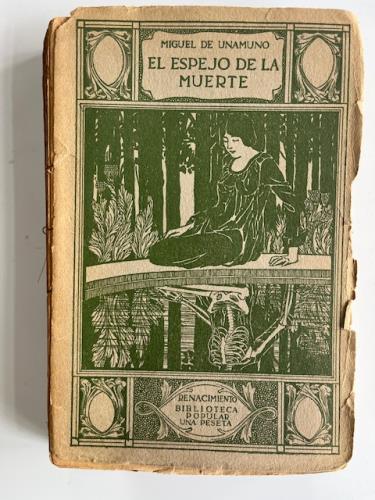 MIGUEL DE UNAMUNO
EL ESPEJO DE LA
MUERTE
RENACIMIENTO
BIBLIOTECA
POPULAR
UNA PESETA